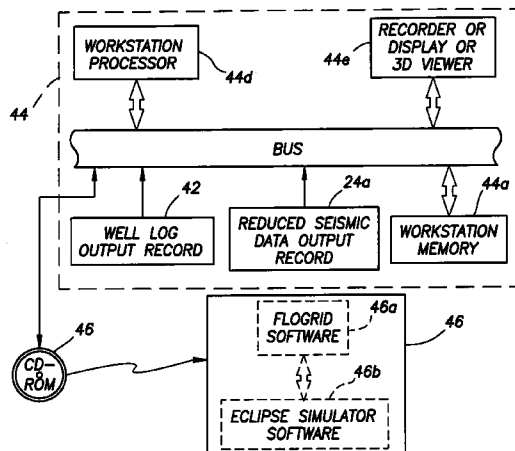 WORKSTATION
PROCESSOR
44d
RECORDER OR
DISPLAY OR
3D VIEWER
44e
44
BUS
42
24a
44a
WELL LOG
OUTPUT RECORD
REDUCED SEISMIC
DATA OUTPUT
RECORD
WORKSTATION
MEMORY
46
CD-
ROM
46a
FLOGRID
SOFTWARE
46
46b
ECLIPSE SIMULATOR
SOFTWARE